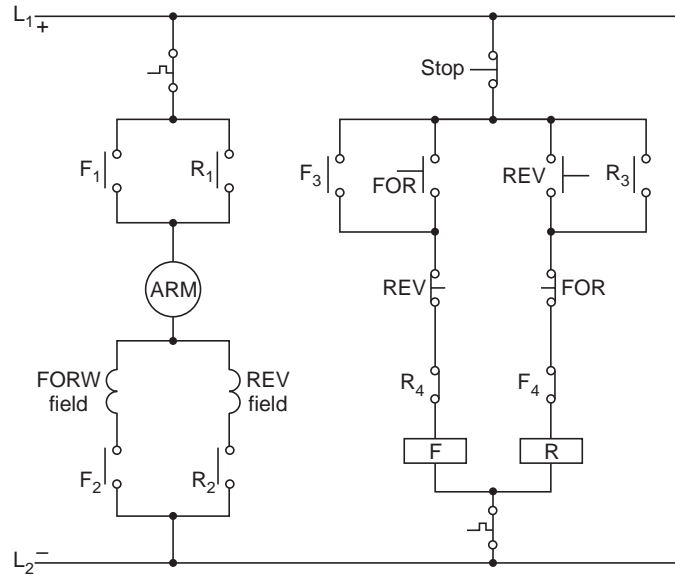 L1 +
Stop
F1
R1
F3
FOR
REV
R3
ARM
REV
FOR
FORW
field
REV
field
R4
F4
F
R
F2
R2
L2 −